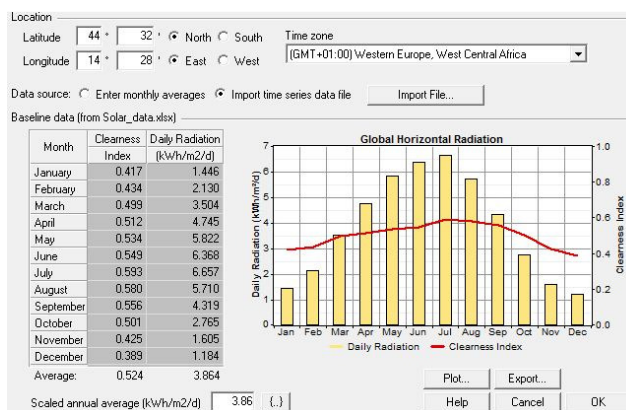 Location
Latitude 44 ° 32 ' North South Time zone
(GMT+01:00) Western Europe, West Central Africa
Longitude 14 ° 28 ' East West
Data source: Enter monthly averages Import time series data file Import File...
Baseline data (from Solar_data.xlsx)
Month Clearness Index Daily Radiation (kWh/m2/d)
January 0.417 1.446
February 0.434 2.130
March 0.499 3.504
April 0.512 4.745
May 0.534 5.822
June 0.549 6.368
July 0.593 6.657
August 0.580 5.710
September 0.556 4.319
October 0.501 2.765
November 0.425 1.605
December 0.389 1.184
Average: 0.524 3.864
Scaled annual average (kWh/m2/d) 3.86 {..}
Global Horizontal Radiation
Daily Radiation (kWh/m²/d)
7
6
5
4
3
2
1
0
Clearness Index
1.0
0.8
0.6
0.4
0.2
0.0
Jan Feb Mar Apr May Jun Jul Aug Sep Oct Nov Dec
Daily Radiation Clearness Index
Plot... Export...
Help Cancel OK